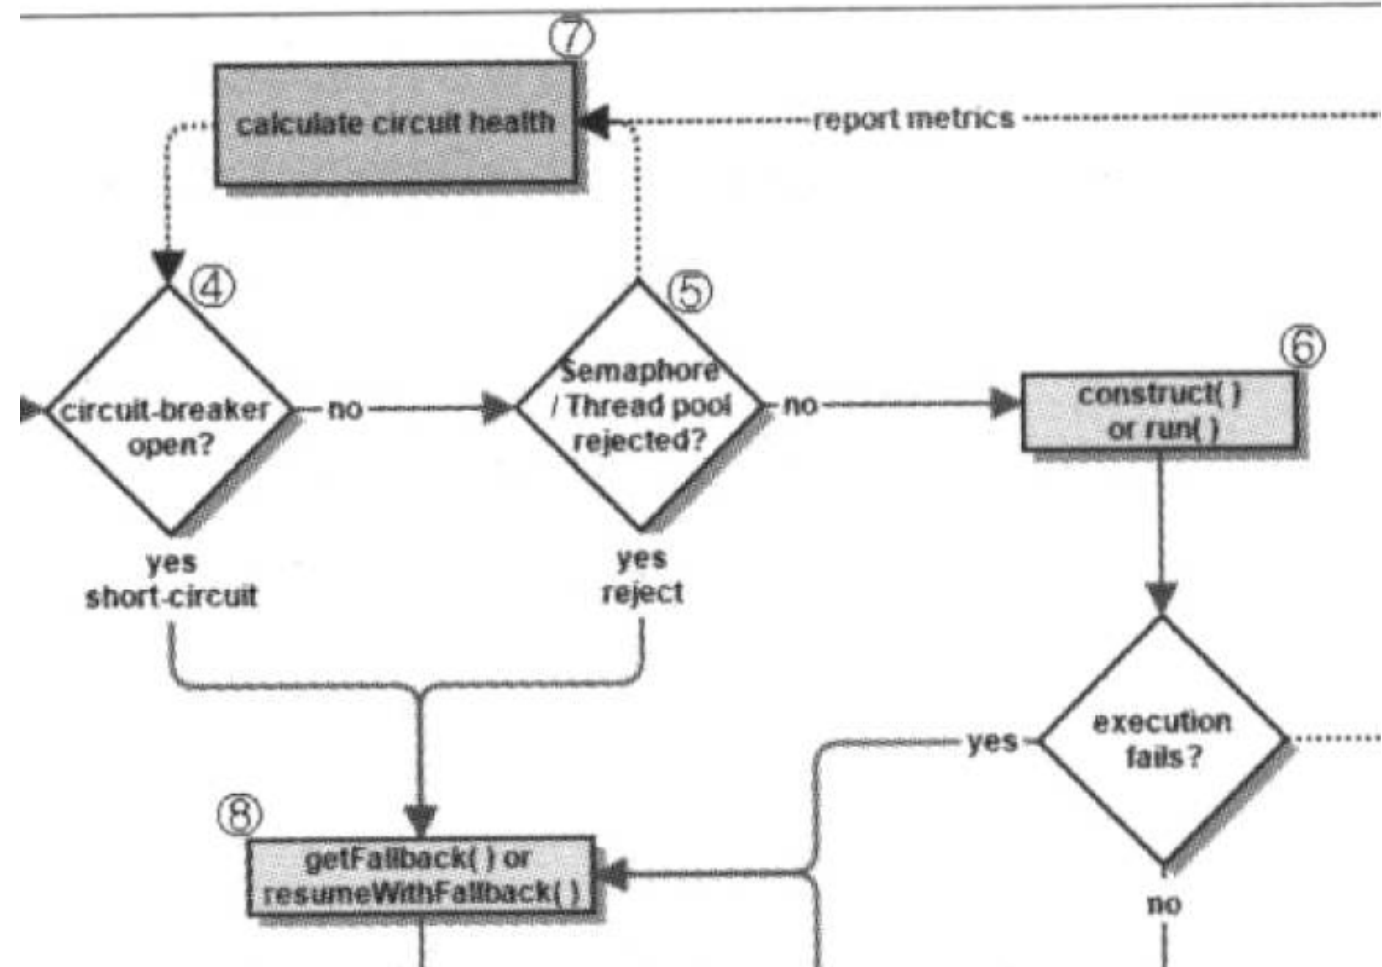 ⑦
calculate circuit health
report metrics
④
⑤
⑥
circuit-breaker
open?
no
Semaphore
/ Thread pool
rejected?
no
construct( )
or run( )
yes
short-circuit
yes
reject
execution
fails?
yes
⑧
getFallback( ) or
resumeWithFallback( )
no